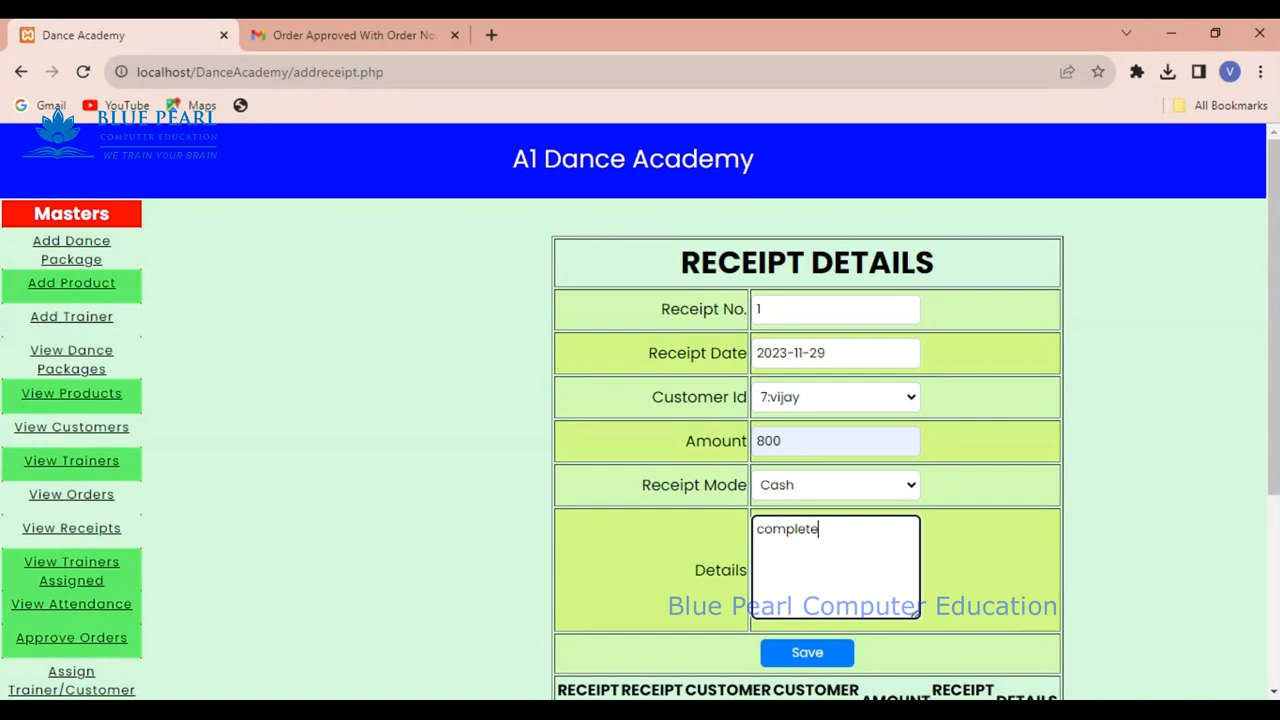 Dance Academy
Order Approved With Order No.
localhost/DanceAcademy/addreceipt.php
V
Gmail
YouTube
Maps
All Bookmarks
BLUE PEARL
COMPUTER EDUCATION
WE TRAIN YOUR BRAIN
A1 Dance Academy
Masters
Add Dance
Package
Add Product
Add Trainer
View Dance
Packages
View Products
View Customers
View Trainers
View Orders
View Receipts
View Trainers
Assigned
View Attendance
Approve Orders
Assign
Trainer/Customer
RECEIPT DETAILS
Receipt No. 1
Receipt Date 2023-11-29
Customer Id 7:vijay
Amount 800
Receipt Mode Cash
Details complete
Blue Pearl Computer Education
Save
RECEIPT RECEIPT CUSTOMER CUSTOMER AMOUNT RECEIPT DETAILS